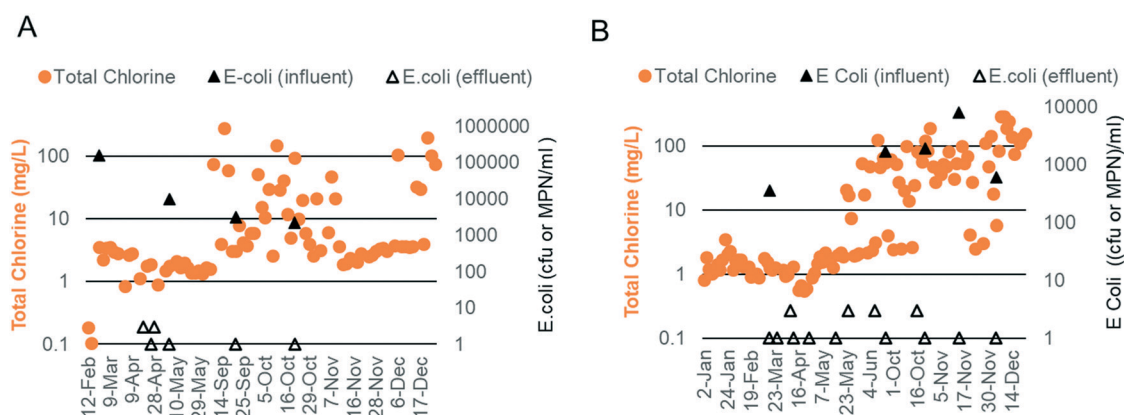 A
Total Chlorine E-coli (influent) E.coli (effluent)
Total Chlorine (mg/L)
100
10
1
0.1
1000000
100000
10000
1000
100
10
1
E.coli (cfu or MPN/ml)
12-Feb
9-Mar
9-Apr
28-Apr
10-May
29-May
14-Sep
25-Sep
5-Oct
16-Oct
29-Oct
7-Nov
16-Nov
28-Nov
6-Dec
17-Dec
B
Total Chlorine E Coli (influent) E.coli (effluent)
Total Chlorine (mg/L)
100
10
1
0.1
10000
1000
100
10
1
E Coli ((cfu or MPN)/ml)
2-Jan
24-Jan
19-Feb
23-Mar
16-Apr
7-May
23-May
4-Jun
1-Oct
16-Oct
5-Nov
17-Nov
30-Nov
14-Dec